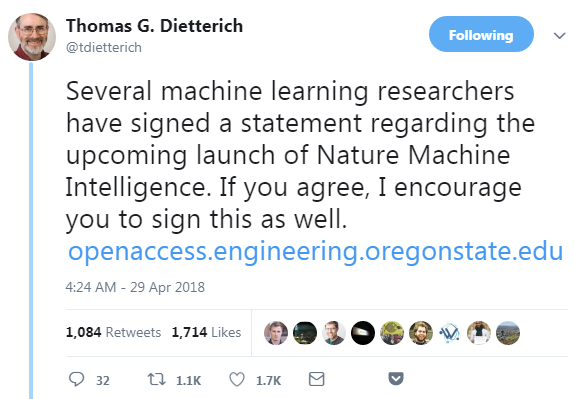 Thomas G. Dietterich
@tdietterich
Following
Several machine learning researchers
have signed a statement regarding the
upcoming launch of Nature Machine
Intelligence. If you agree, I encourage
you to sign this as well.
openaccess.engineering.oregonstate.edu
4:24 AM - 29 Apr 2018
1,084 Retweets 1,714 Likes
32 1.1K 1.7K